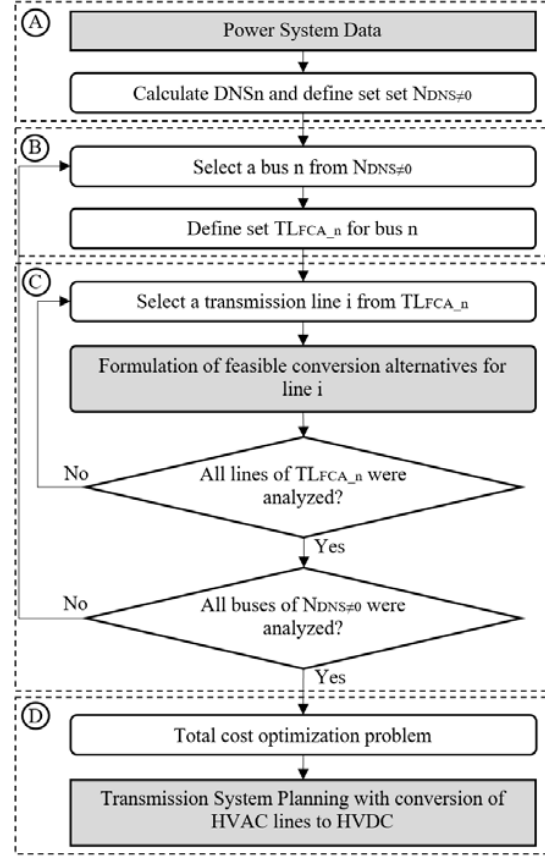 A
Power System Data
Calculate DNSn and define set set NDNS≠0
B
Select a bus n from NDNS≠0
Define set TLFCA_n for bus n
C
Select a transmission line i from TLFCA_n
Formulation of feasible conversion alternatives for
line i
No
All lines of TLFCA_n were
analyzed?
Yes
No
All buses of NDNS≠0 were
analyzed?
Yes
D
Total cost optimization problem
Transmission System Planning with conversion of
HVAC lines to HVDC